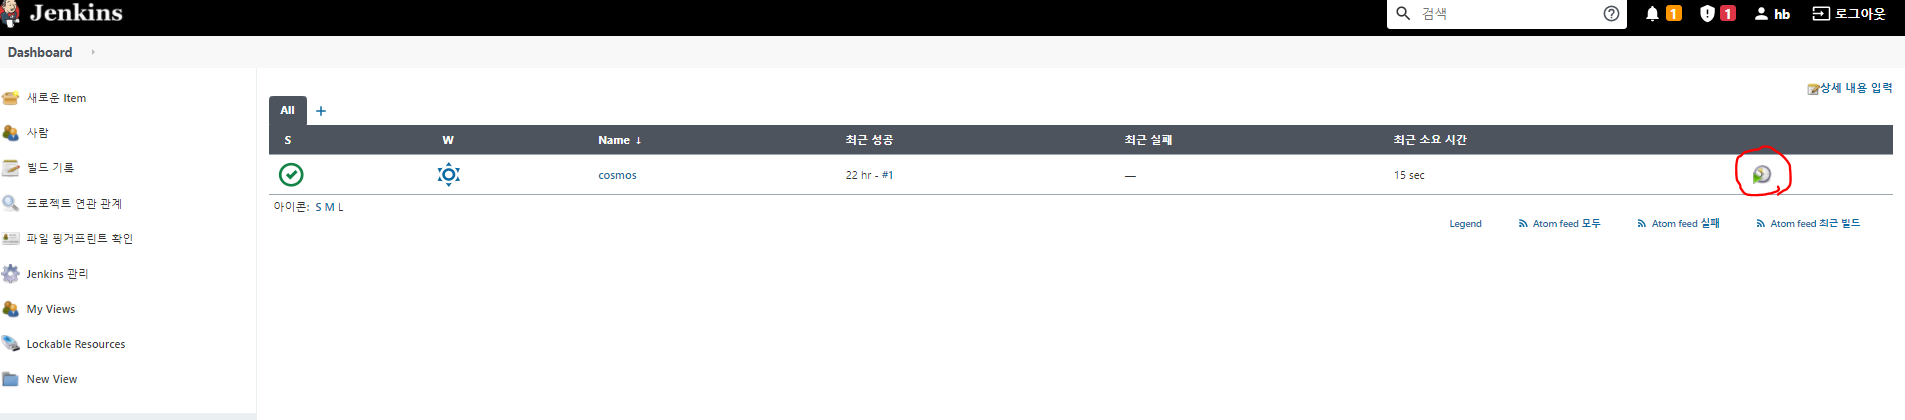 Jenkins
검색
1
1
hb
로그아웃
Dashboard
새로운 Item
사람
빌드 기록
프로젝트 연관 관계
파일 핑거프린트 확인
Jenkins 관리
My Views
Lockable Resources
New View
상세 내용 입력
All +
S W Name ↓ 최근 성공 최근 실패 최근 소요 시간
cosmos 22 hr - #1 — 15 sec
아이콘: S M L
Legend Atom feed 모두 Atom feed 실패 Atom feed 최근 빌드